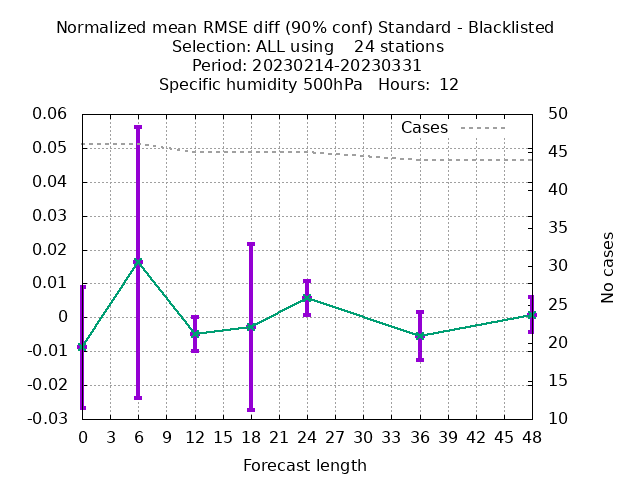 Normalized mean RMSE diff (90% conf) Standard - Blacklisted
Selection: ALL using    24 stations
Period: 20230214-20230331
Specific humidity 500hPa   Hours:  12
Cases
0.06
0.05
0.04
0.03
0.02
0.01
0
-0.01
-0.02
-0.03
50
45
40
35
30
25
20
15
10
No cases
0 3 6 9 12 15 18 21 24 27 30 33 36 39 42 45 48
Forecast length